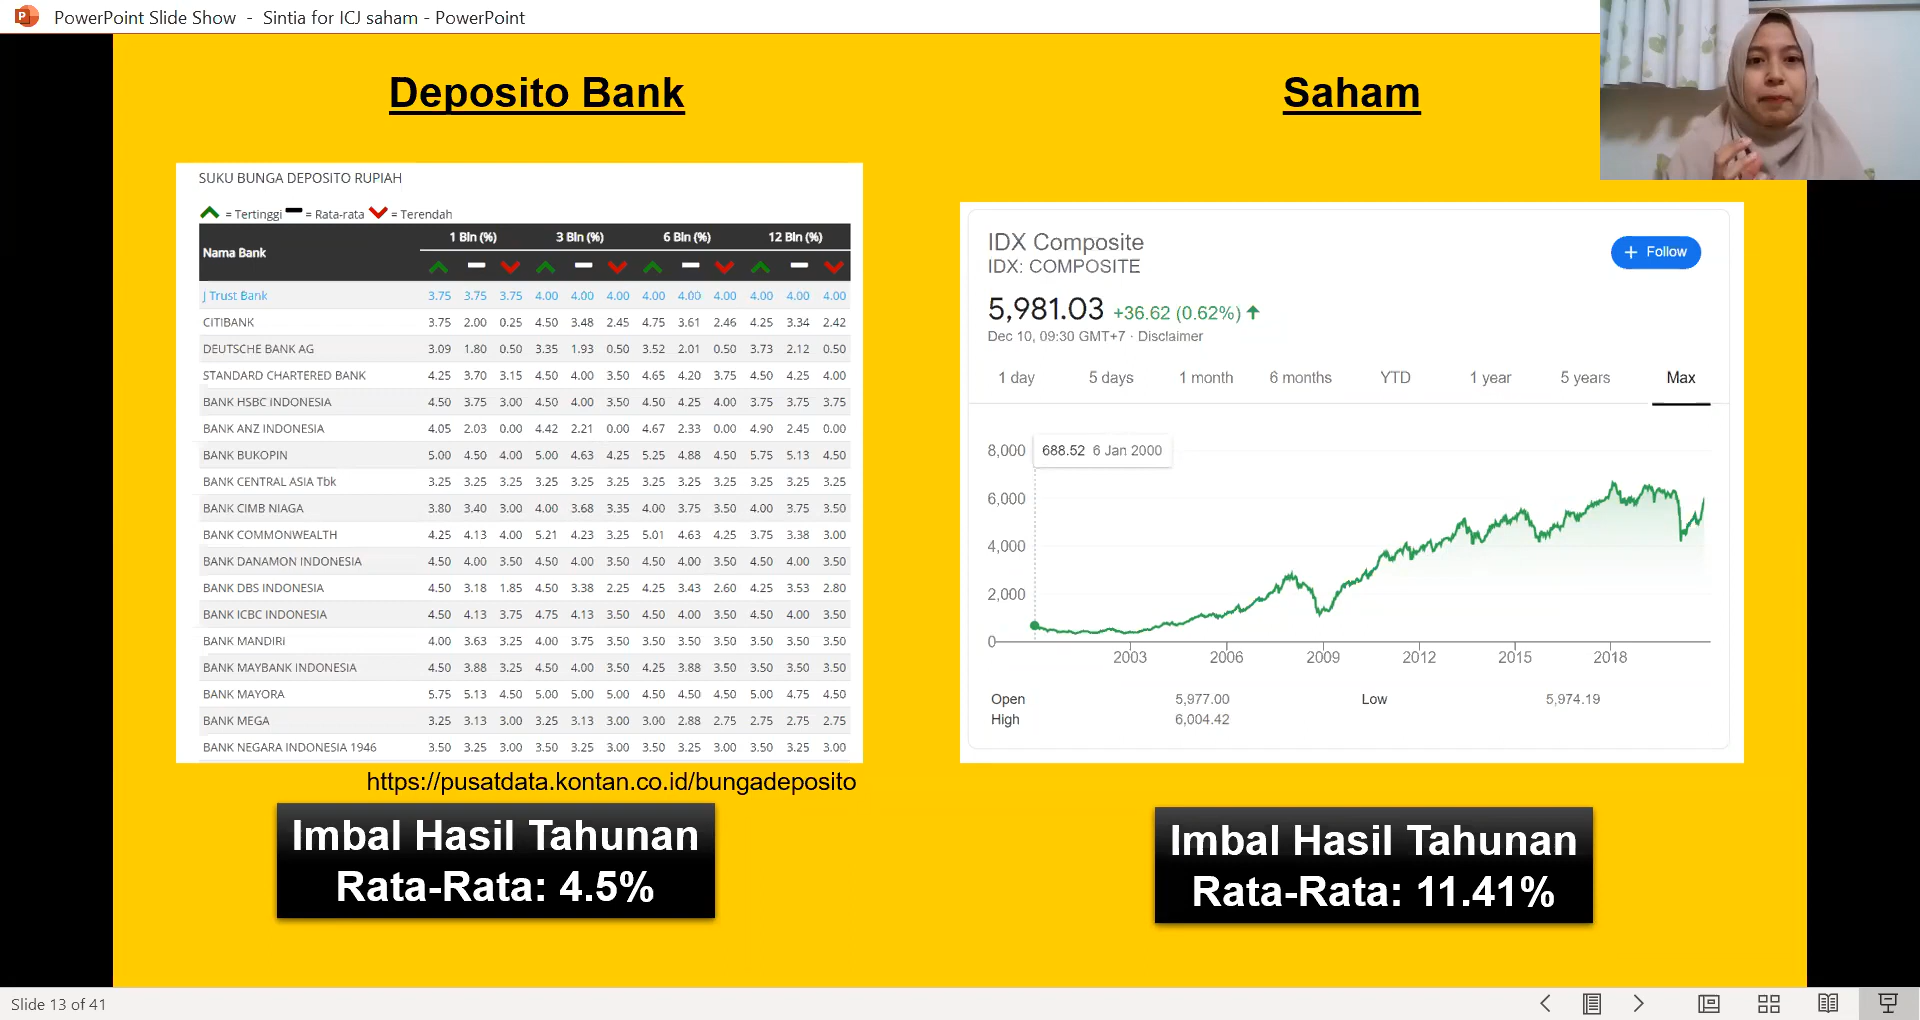 PowerPoint Slide Show - Sintia for ICJ saham - PowerPoint
Deposito Bank
SUKU BUNGA DEPOSITO RUPIAH
= Tertinggi = Rata-rata = Terendah
Nama Bank 1 Bln (%) 3 Bln (%) 6 Bln (%) 12 Bln (%)
J Trust Bank 3.75 3.75 3.75 4.00 4.00 4.00 4.00 4.00 4.00 4.00 4.00 4.00
CITIBANK 3.75 2.00 0.25 4.50 3.48 2.45 4.75 3.61 2.46 4.25 3.34 2.42
DEUTSCHE BANK AG 3.09 1.80 0.50 3.35 1.93 0.50 3.52 2.01 0.50 3.73 2.12 0.50
STANDARD CHARTERED BANK 4.25 3.70 3.15 4.50 4.00 3.50 4.65 4.20 3.75 4.50 4.25 4.00
BANK HSBC INDONESIA 4.50 3.75 3.00 4.50 4.00 3.50 4.50 4.25 4.00 3.75 3.75 3.75
BANK ANZ INDONESIA 4.05 2.03 0.00 4.42 2.21 0.00 4.67 2.33 0.00 4.90 2.45 0.00
BANK BUKOPIN 5.00 4.50 4.00 5.00 4.63 4.25 5.25 4.88 4.50 5.75 5.13 4.50
BANK CENTRAL ASIA Tbk 3.25 3.25 3.25 3.25 3.25 3.25 3.25 3.25 3.25 3.25 3.25 3.25
BANK CIMB NIAGA 3.80 3.40 3.00 4.00 3.68 3.35 4.00 3.75 3.50 4.00 3.75 3.50
BANK COMMONWEALTH 4.25 4.13 4.00 5.21 4.23 3.25 5.01 4.63 4.25 3.75 3.38 3.00
BANK DANAMON INDONESIA 4.50 4.00 3.50 4.50 4.00 3.50 4.50 4.00 3.50 4.50 4.00 3.50
BANK DBS INDONESIA 4.50 3.18 1.85 4.50 3.38 2.25 4.25 3.43 2.60 4.25 3.53 2.80
BANK ICBC INDONESIA 4.50 4.13 3.75 4.75 4.13 3.50 4.50 4.00 3.50 4.50 4.00 3.50
BANK MANDIRI 4.00 3.63 3.25 4.00 3.75 3.50 3.50 3.50 3.50 3.50 3.50 3.50
BANK MAYBANK INDONESIA 4.50 3.88 3.25 4.50 4.00 3.50 4.25 3.88 3.50 3.50 3.50 3.50
BANK MAYORA 5.75 5.13 4.50 5.00 5.00 5.00 4.50 4.50 4.50 5.00 4.75 4.50
BANK MEGA 3.25 3.13 3.00 3.25 3.13 3.00 3.00 2.88 2.75 2.75 2.75 2.75
BANK NEGARA INDONESIA 1946 3.50 3.25 3.00 3.50 3.25 3.00 3.50 3.25 3.00 3.50 3.25 3.00
https://pusatdata.kontan.co.id/bungadeposito
Imbal Hasil Tahunan
Rata-Rata: 4.5%
Saham
IDX Composite
IDX: COMPOSITE
+ Follow
5,981.03 +36.62 (0.62%)
Dec 10, 09:30 GMT+7 · Disclaimer
1 day 5 days 1 month 6 months YTD 1 year 5 years Max
8,000 688.52 6 Jan 2000
6,000
4,000
2,000
0
2003 2006 2009 2012 2015 2018
Open 5,977.00 Low 5,974.19
High 6,004.42
Imbal Hasil Tahunan
Rata-Rata: 11.41%
Slide 13 of 41